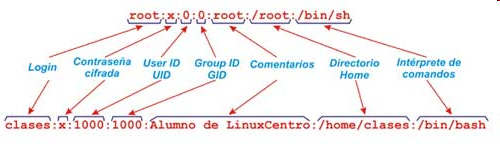 root:x:0:0:root:/root:/bin/sh
Login
Contraseña
cifrada
User ID
UID
Group ID
GID
Comentarios
Directorio
Home
Intérprete de
comandos
clases:x:1000:1000:Alumno de LinuxCentro:/home/clases:/bin/bash